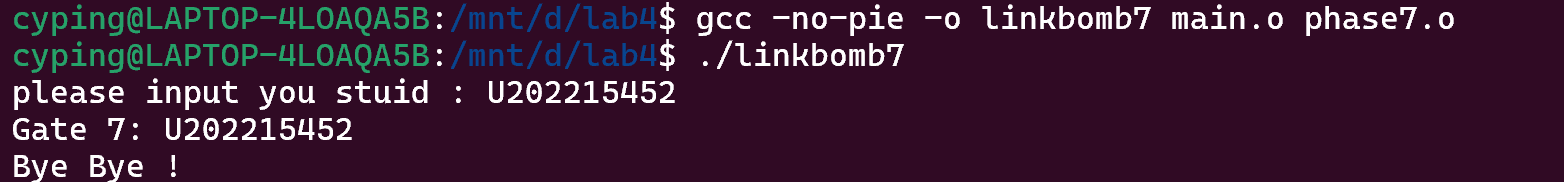 cyping@LAPTOP-4LOAQA5B:/mnt/d/lab4$ gcc -no-pie -o linkbomb7 main.o phase7.o
cyping@LAPTOP-4LOAQA5B:/mnt/d/lab4$ ./linkbomb7
please input you stuid : U202215452
Gate 7: U202215452
Bye Bye !